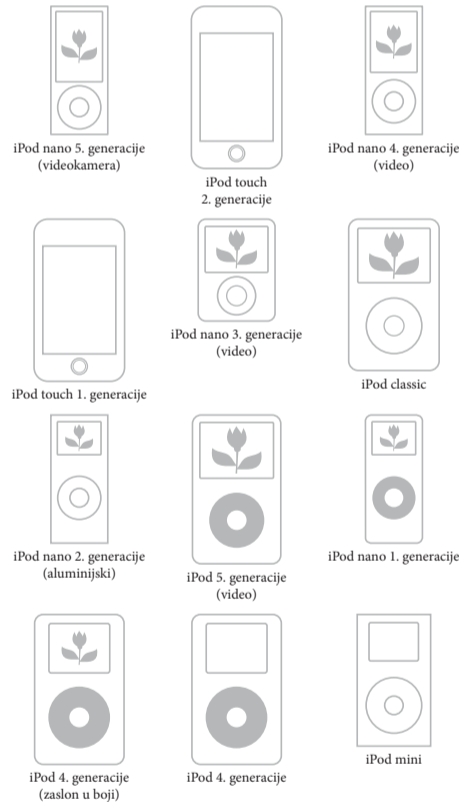 iPod nano 5. generacije
(videokamera)
iPod touch
2. generacije
iPod nano 4. generacije
(video)
iPod touch 1. generacije
iPod nano 3. generacije
(video)
iPod classic
iPod nano 2. generacije
(aluminijski)
iPod 5. generacije
(video)
iPod nano 1. generacije
iPod 4. generacije
(zaslon u boji)
iPod 4. generacije
iPod mini